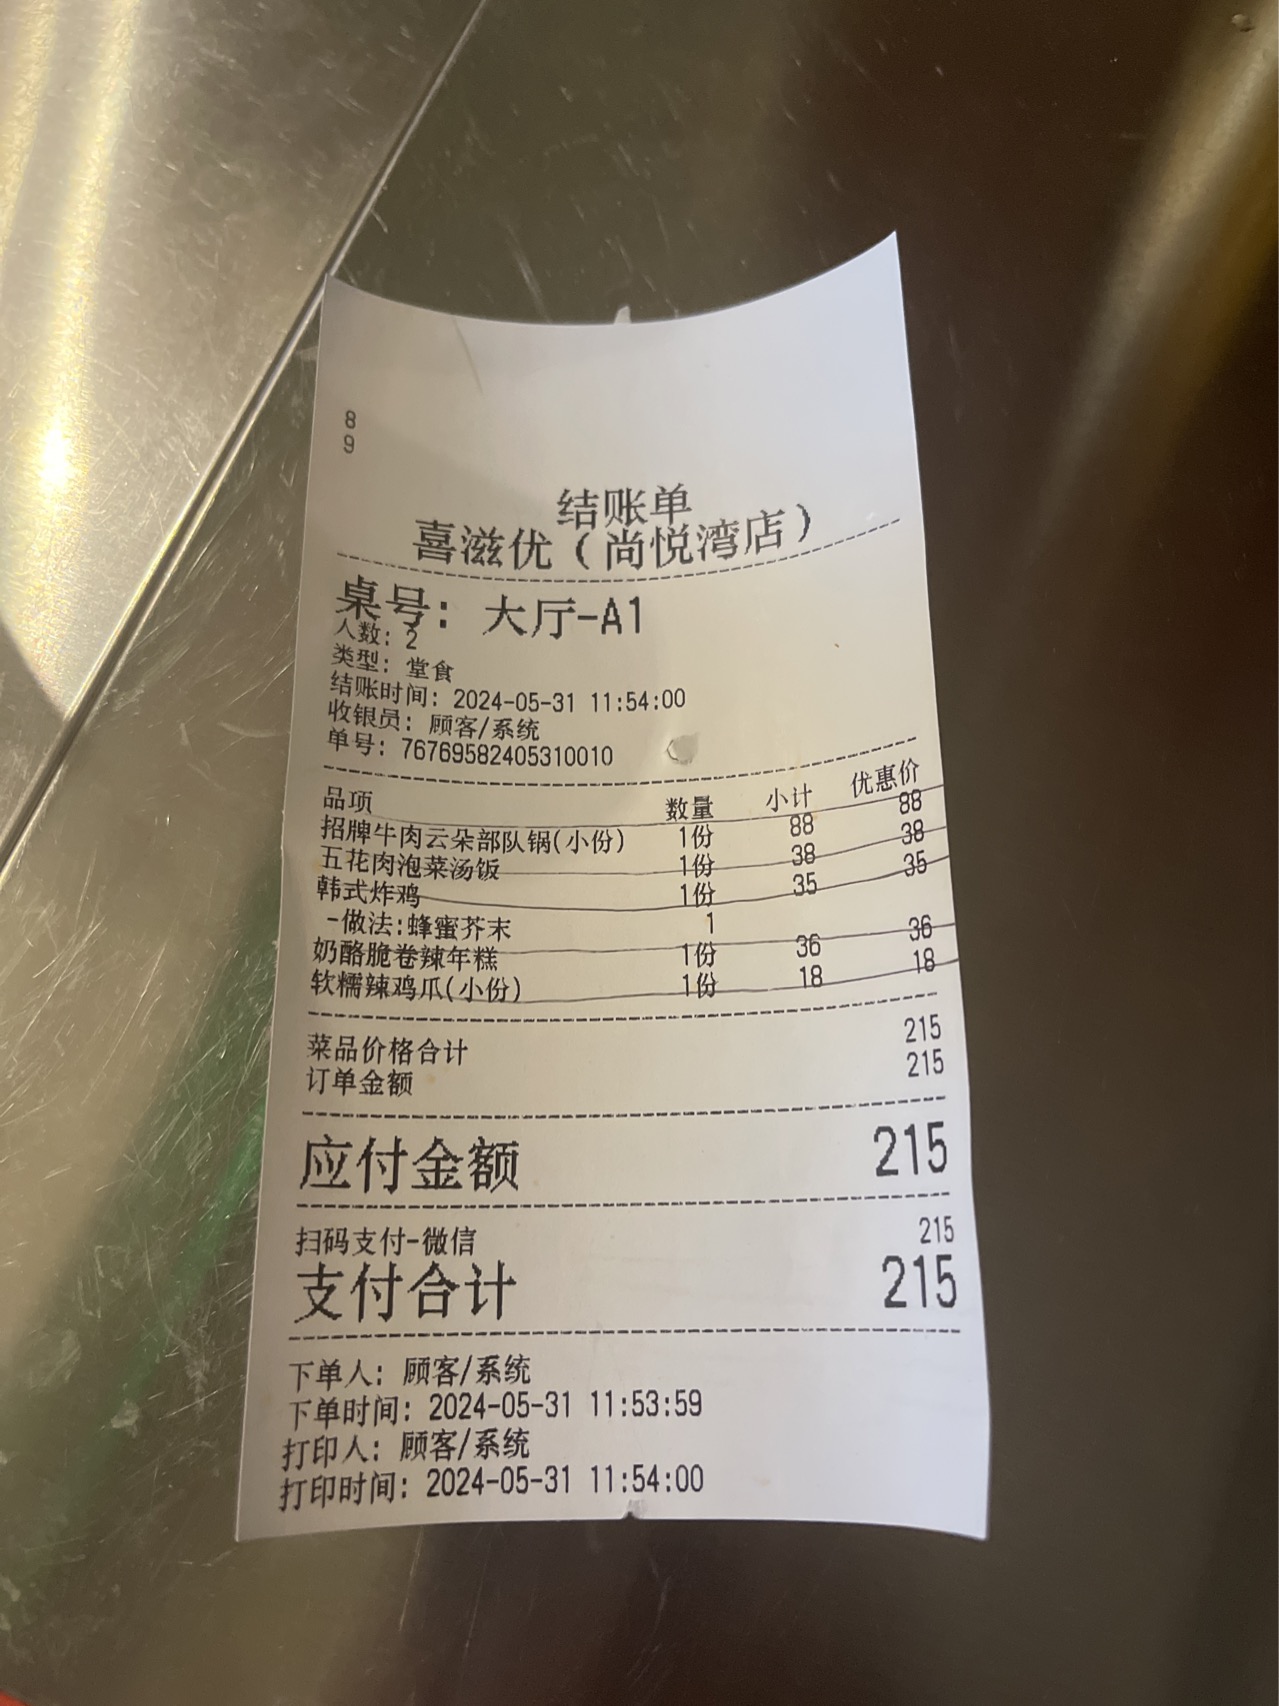 8
9
结账单
喜滋优（尚悦湾店）
桌号: 大厅-A1
人数: 2
类型: 堂食
结账时间: 2024-05-31 11:54:00
收银员: 顾客/系统
单号: 76769582405310010
品项 数量 小计 优惠价
招牌牛肉云朵部队锅(小份) 1份 88 88
五花肉泡菜汤饭 1份 38 38
韩式炸鸡 1份 35 35
-做法:蜂蜜芥末 1
奶酪脆卷辣年糕 1份 36 36
软糯辣鸡爪(小份) 1份 18 18
菜品价格合计 215
订单金额 215
应付金额 215
扫码支付-微信 215
支付合计 215
下单人: 顾客/系统
下单时间: 2024-05-31 11:53:59
打印人: 顾客/系统
打印时间: 2024-05-31 11:54:00